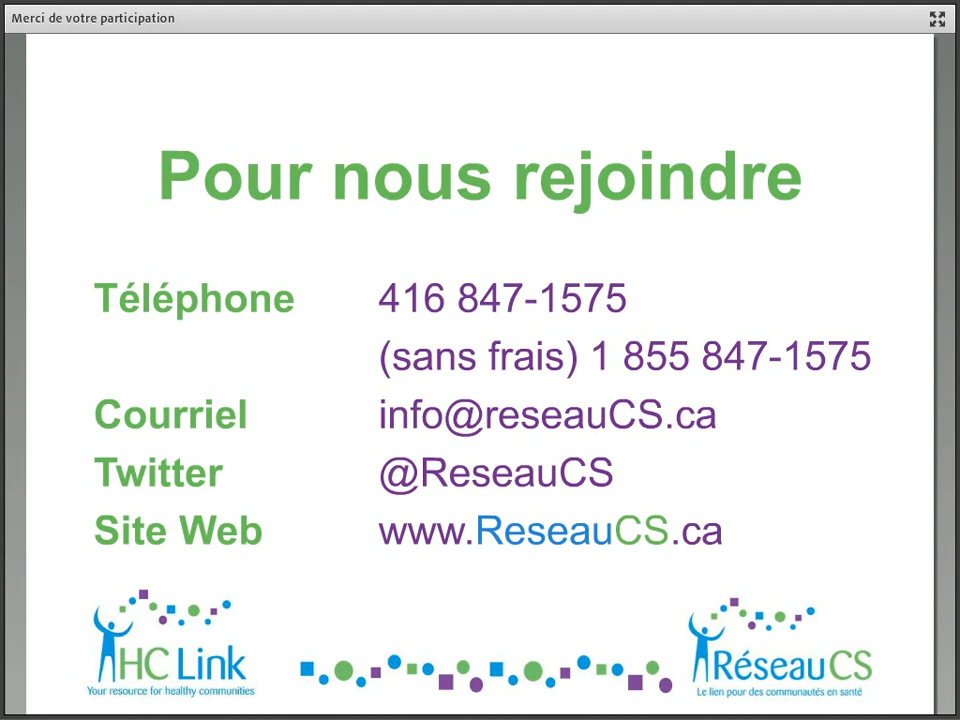 Merci de votre participation
Pour nous rejoindre
Téléphone 416 847-1575
(sans frais) 1 855 847-1575
Courriel info@reseauCS.ca
Twitter @ReseauCS
Site Web www.ReseauCS.ca
HC Link
Your resource for healthy communities
RéseauCS
Le lien pour des communautés en santé